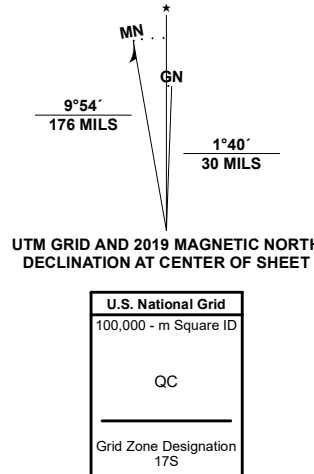 ★
MN
GN
9°54´
176 MILS
1°40´
30 MILS
UTM GRID AND 2019 MAGNETIC NORTH
DECLINATION AT CENTER OF SHEET
U.S. National Grid
100,000 - m Square ID
QC
Grid Zone Designation
17S